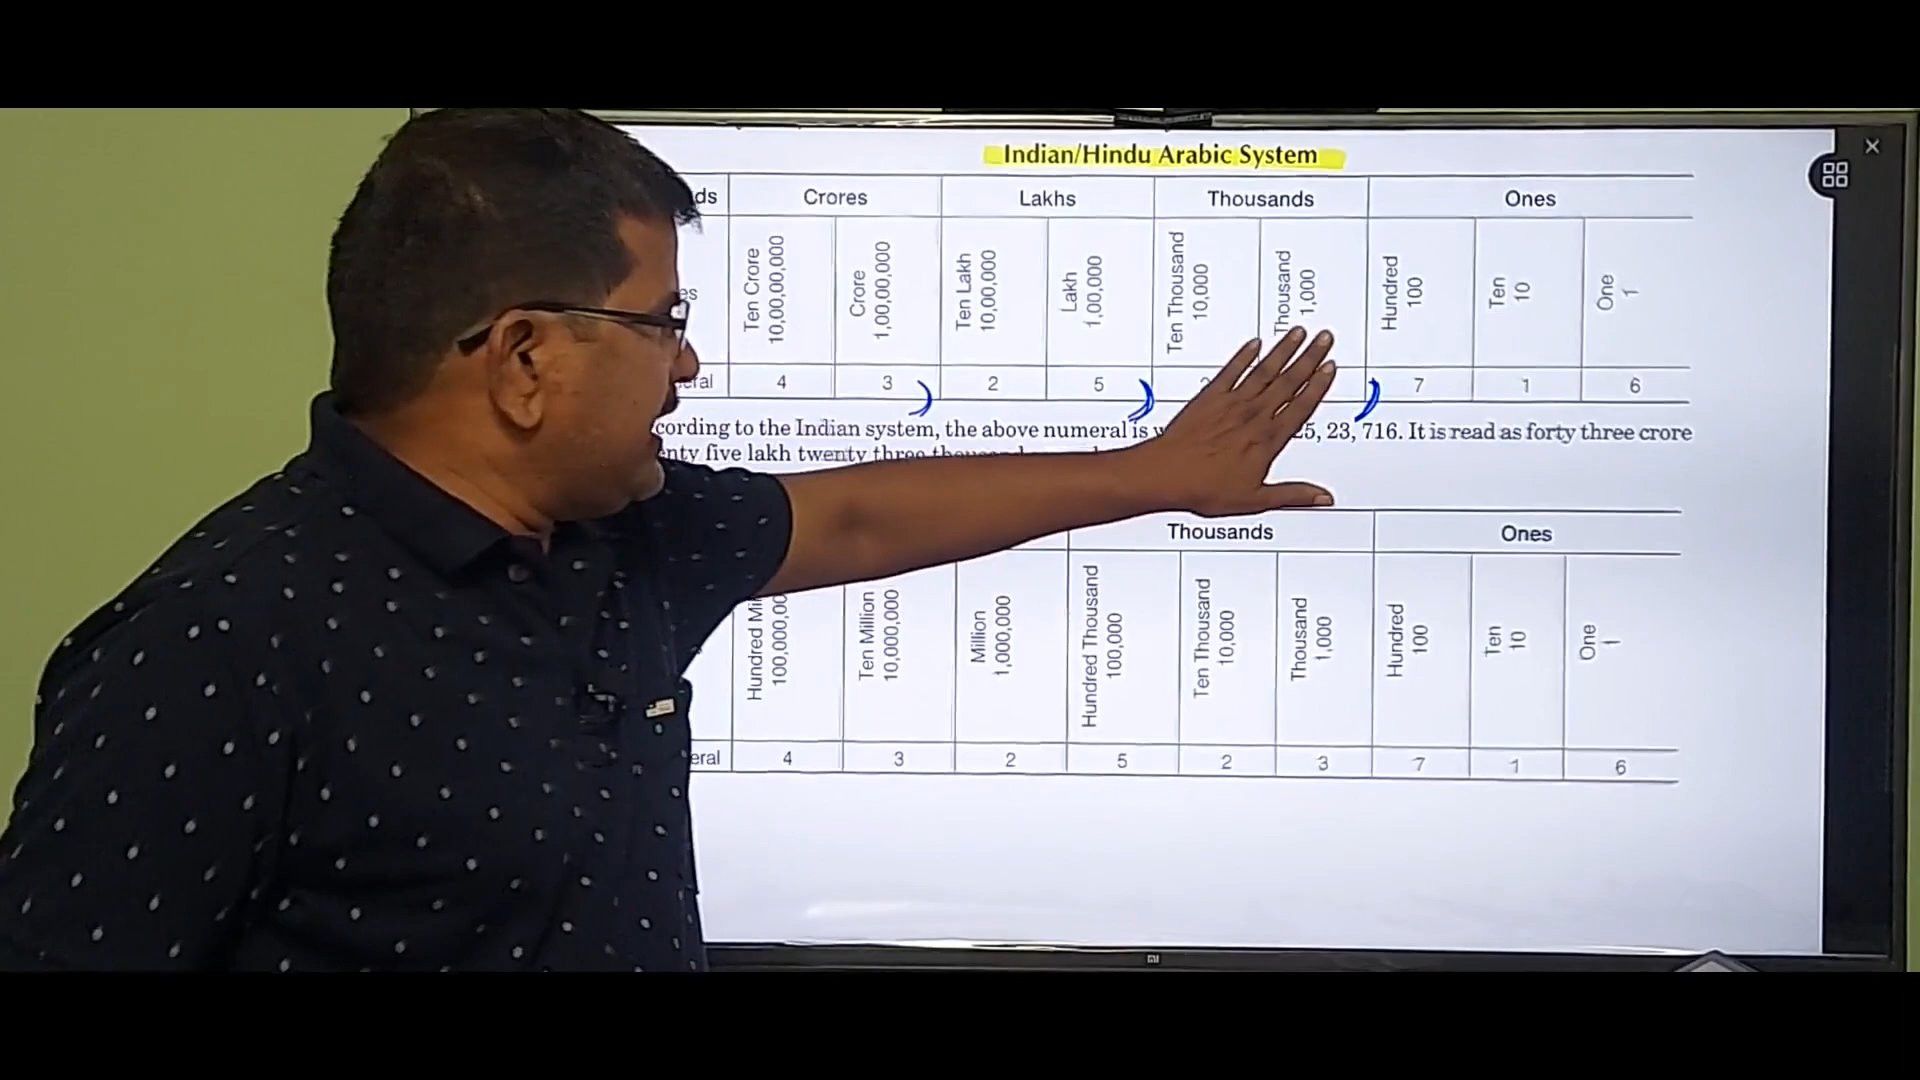 Indian/Hindu Arabic System
ds Crores Lakhs Thousands Ones
es
Ten Crore
10,00,00,000
Crore
1,00,00,000
Ten Lakh
10,00,000
Lakh
1,00,000
Ten Thousand
10,000
Thousand
1,000
Hundred
100
Ten
10
One
1
eral 4 3 2 5 7 1 6
cording to the Indian system, the above numeral is 25, 23, 716. It is read as forty three crore
enty five lakh twenty three
Thousands Ones
Hundred Mi
100,000,00
Ten Million
10,000,000
Million
1,000,000
Hundred Thousand
100,000
Ten Thousand
10,000
Thousand
1,000
Hundred
100
Ten
10
One
1
eral 4 3 2 5 2 3 7 1 6
mi